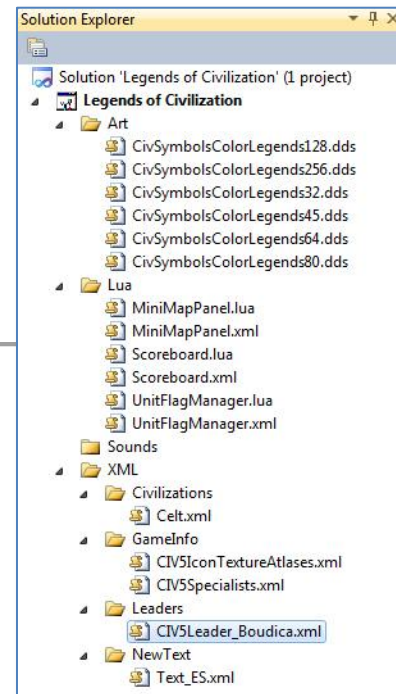 Solution Explorer
Solution 'Legends of Civilization' (1 project)
Legends of Civilization
Art
CivSymbolsColorLegends128.dds
CivSymbolsColorLegends256.dds
CivSymbolsColorLegends32.dds
CivSymbolsColorLegends45.dds
CivSymbolsColorLegends64.dds
CivSymbolsColorLegends80.dds
Lua
MiniMapPanel.lua
MiniMapPanel.xml
Scoreboard.lua
Scoreboard.xml
UnitFlagManager.lua
UnitFlagManager.xml
Sounds
XML
Civilizations
Celt.xml
GameInfo
CIV5IconTextureAtlases.xml
CIV5Specialists.xml
Leaders
CIV5Leader_Boudica.xml
NewText
Text_ES.xml